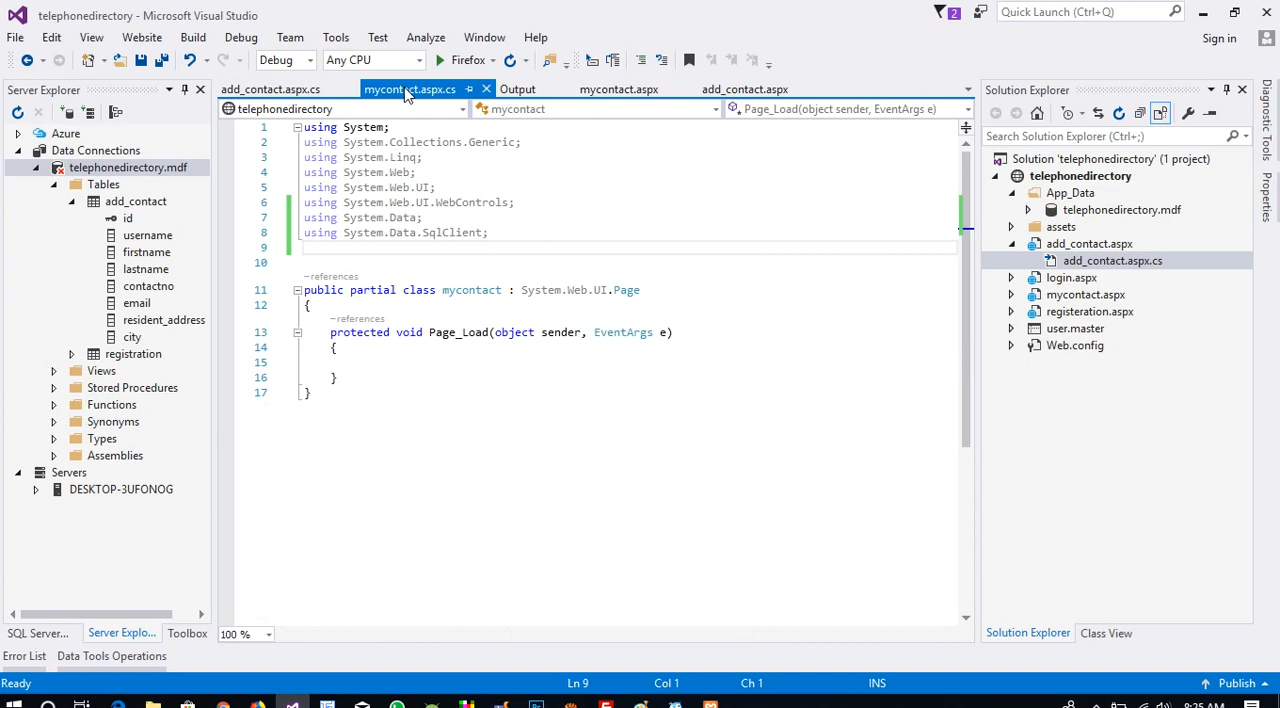 telephonedirectory - Microsoft Visual Studio
2
Quick Launch (Ctrl+Q)
File Edit View Website Build Debug Team Tools Test Analyze Window Help
Sign in
Debug Any CPU Firefox
Server Explorer
Azure
Data Connections
telephonedirectory.mdf
Tables
add_contact
id
username
firstname
lastname
contactno
email
resident_address
city
registration
Views
Stored Procedures
Functions
Synonyms
Types
Assemblies
Servers
DESKTOP-3UFONOG
SQL Server... Server Explo... Toolbox
add_contact.aspx.cs mycontact.aspx.cs Output mycontact.aspx add_contact.aspx
telephonedirectory mycontact Page_Load(object sender, EventArgs e)
1 using System;
2 using System.Collections.Generic;
3 using System.Linq;
4 using System.Web;
5 using System.Web.UI;
6 using System.Web.UI.WebControls;
7 using System.Data;
8 using System.Data.SqlClient;
9
10
–references
11 public partial class mycontact : System.Web.UI.Page
12 {
–references
13 protected void Page_Load(object sender, EventArgs e)
14 {
15
16 }
17 }
100 %
Solution Explorer
Search Solution Explorer (Ctrl+;)
Solution 'telephonedirectory' (1 project)
telephonedirectory
App_Data
telephonedirectory.mdf
assets
add_contact.aspx
add_contact.aspx.cs
login.aspx
mycontact.aspx
registeration.aspx
user.master
Web.config
Solution Explorer Class View
Diagnostic Tools
Properties
Error List Data Tools Operations
Ready Ln 9 Col 1 Ch 1 INS Publish
8:25 AM